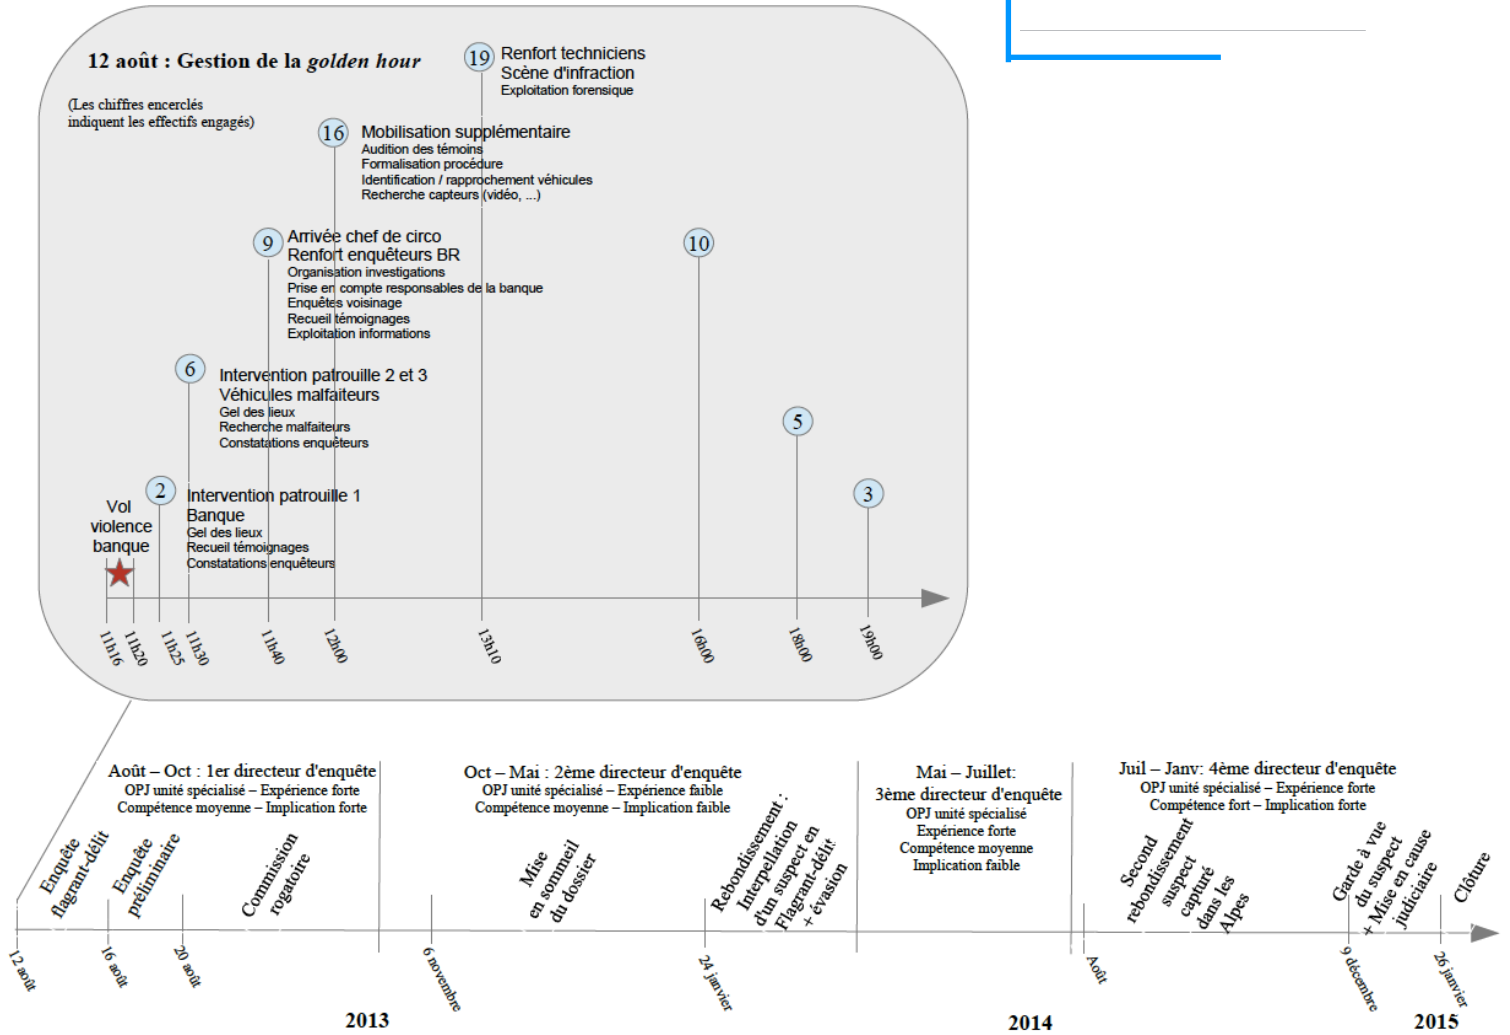 12 août : Gestion de la golden hour
(Les chiffres encerclés
indiquent les effectifs engagés)
19
Renfort techniciens
Scène d'infraction
Exploitation forensique
16
Mobilisation supplémentaire
Audition des témoins
Formalisation procédure
Identification / rapprochement véhicules
Recherche capteurs (vidéo, ...)
9
Arrivée chef de circo
Renfort enquêteurs BR
Organisation investigations
Prise en compte responsables de la banque
Enquêtes voisinage
Recueil témoignages
Exploitation informations
10
6
Intervention patrouille 2 et 3
Véhicules malfaiteurs
Gel des lieux
Recherche malfaiteurs
Constatations enquêteurs
5
2
Intervention patrouille 1
Banque
Gel des lieux
Recueil témoignages
Constatations enquêteurs
3
Vol
violence
banque
11h16
11h20
11h25
11h30
11h40
12h00
13h10
16h00
18h00
19h00
Août – Oct : 1er directeur d'enquête
OPJ unité spécialisé – Expérience forte
Compétence moyenne – Implication forte
Oct – Mai : 2ème directeur d'enquête
OPJ unité spécialisé – Expérience faible
Compétence moyenne – Implication faible
Mai – Juillet:
3ème directeur d'enquête
OPJ unité spécialisé
Expérience forte
Compétence moyenne
Implication faible
Juil – Janv: 4ème directeur d'enquête
OPJ unité spécialisé – Expérience forte
Compétence fort – Implication forte
Enquête
flagrant-délit
Enquête
préliminaire
Commission
rogatoire
Mise
en sommeil
du dossier
Rebondissement :
Interpellation
d'un suspect en
Flagrant-délit
+ évasion
Second
rebondissement
suspect
capturé
dans les
Alpes
Garde à vue
du suspect
+ Mise en cause
judiciaire
Clôture
12 août
16 août
20 août
6 novembre
24 janvier
Août
9 décembre
26 janvier
2013
2014
2015